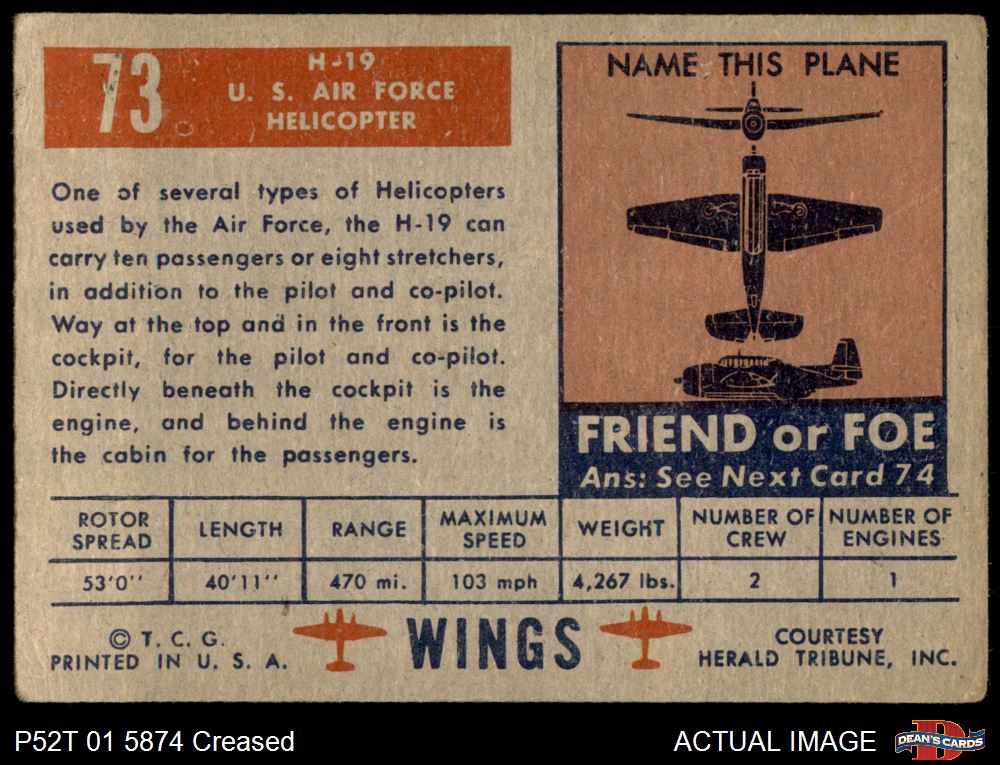 73
H-19
U. S. AIR FORCE
HELICOPTER
One of several types of Helicopters
used by the Air Force, the H-19 can
carry ten passengers or eight stretchers,
in addition to the pilot and co-pilot.
Way at the top and in the front is the
cockpit, for the pilot and co-pilot.
Directly beneath the cockpit is the
engine, and behind the engine is
the cabin for the passengers.
NAME THIS PLANE
FRIEND or FOE
Ans: See Next Card 74
ROTOR SPREAD LENGTH RANGE MAXIMUM SPEED WEIGHT NUMBER OF CREW NUMBER OF ENGINES
53'0'' 40'11'' 470 mi. 103 mph 4,267 lbs. 2 1
© T. C. G.
PRINTED IN U. S. A.
WINGS
COURTESY
HERALD TRIBUNE, INC.
P52T 01 5874 Creased
ACTUAL IMAGE
D
DEAN'S CARDS